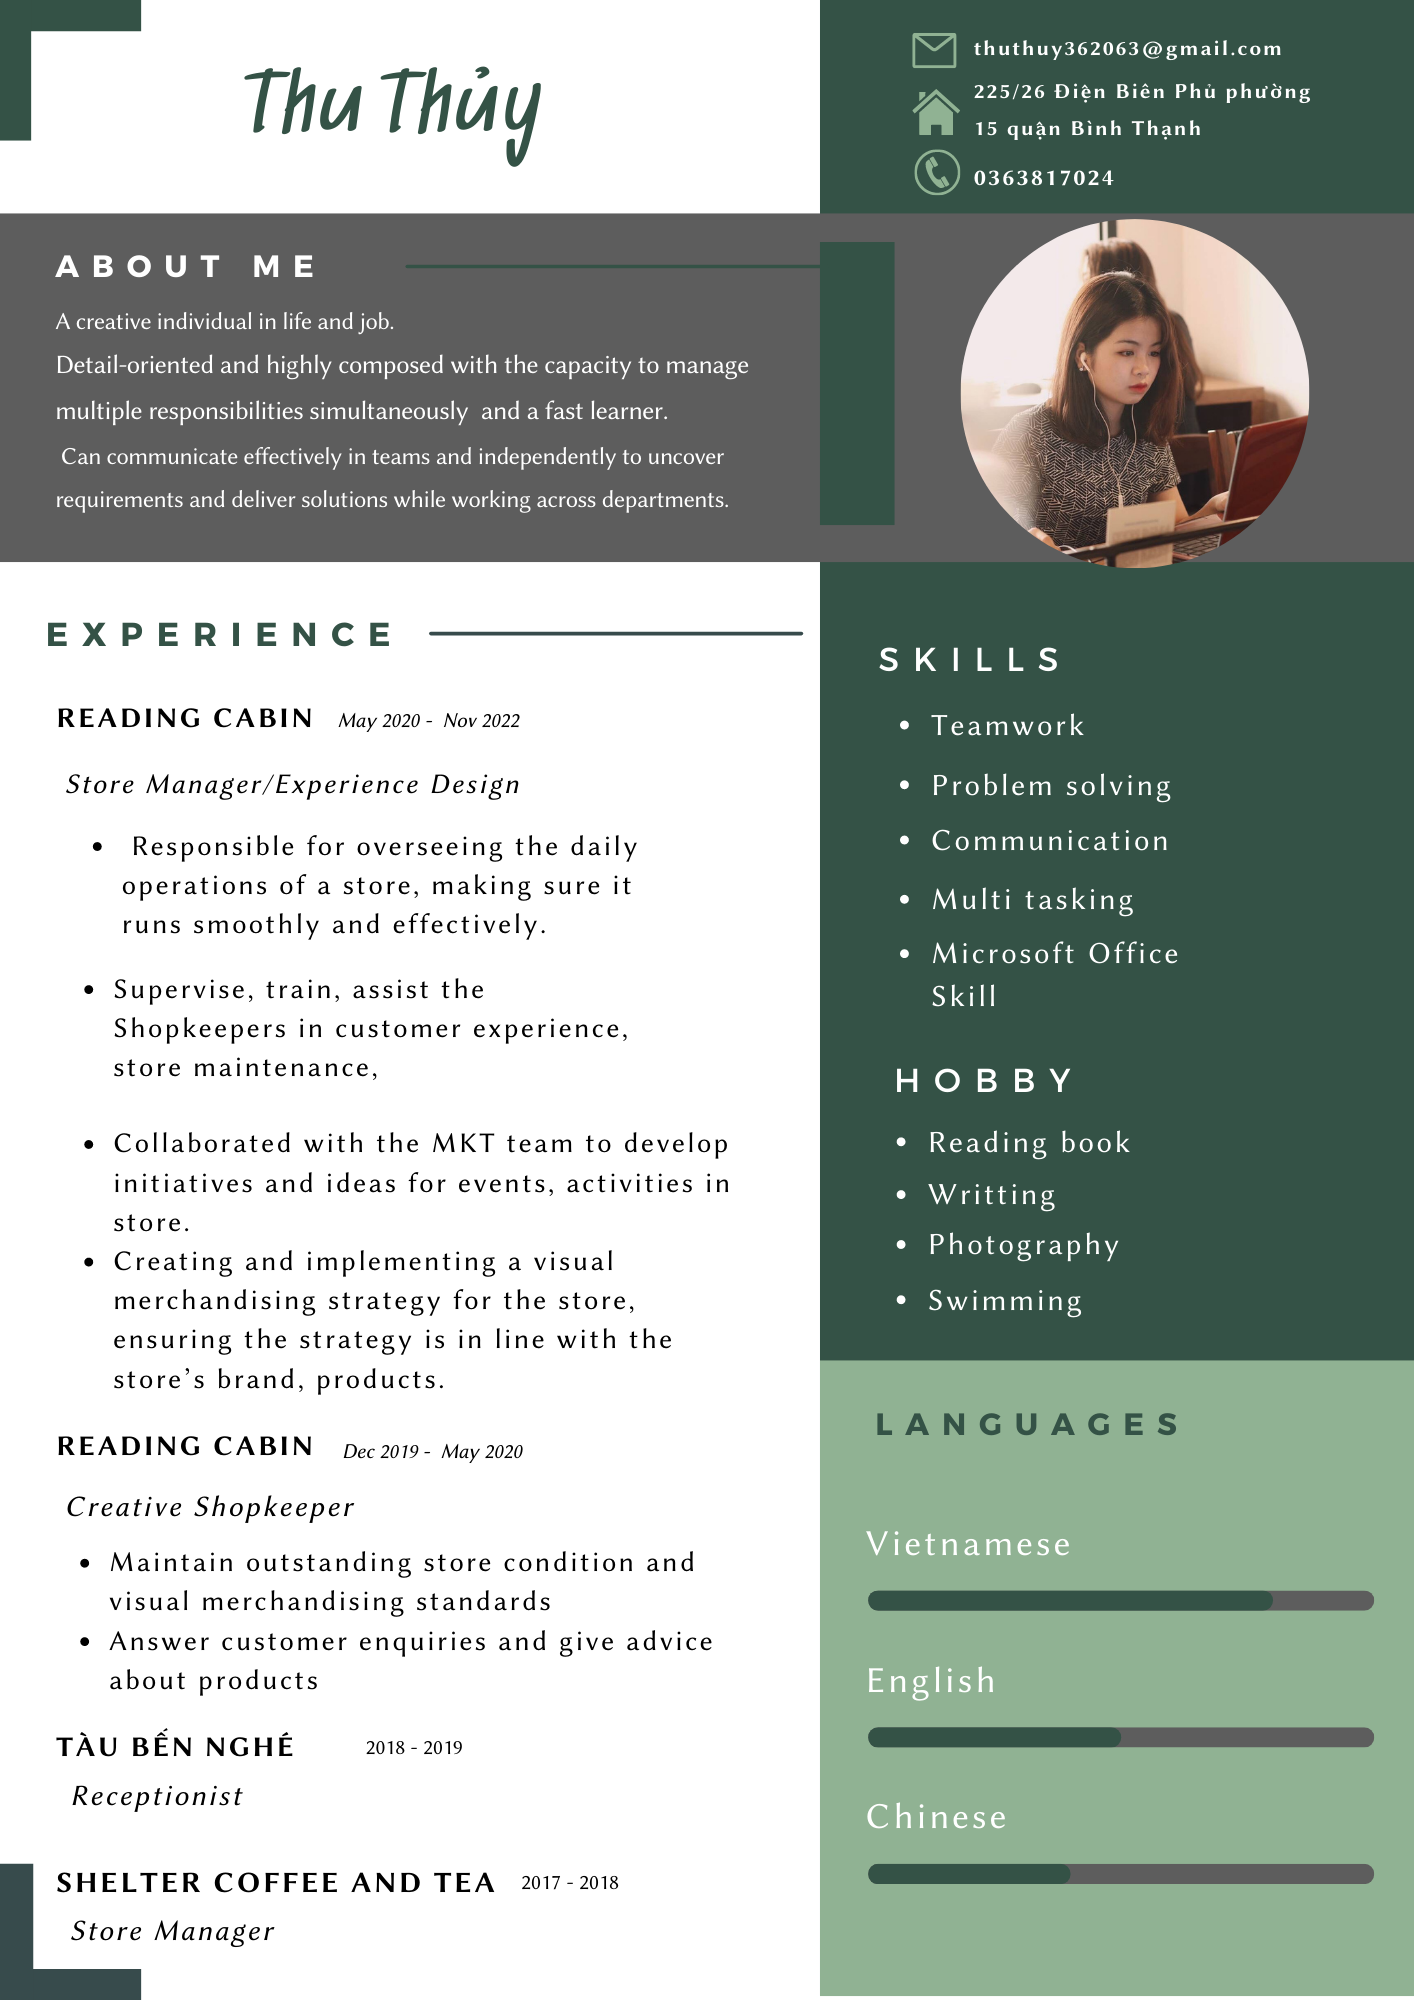 Thu Thủy
thuthuy362063@gmail.com
225/26 Điện Biên Phủ phường
15 quận Bình Thạnh
0363817024
ABOUT ME
A creative individual in life and job.
Detail-oriented and highly composed with the capacity to manage
multiple responsibilities simultaneously and a fast learner.
Can communicate effectively in teams and independently to uncover
requirements and deliver solutions while working across departments.
EXPERIENCE
READING CABIN May 2020 - Nov 2022
Store Manager/Experience Design
• Responsible for overseeing the daily
operations of a store, making sure it
runs smoothly and effectively.
• Supervise, train, assist the
Shopkeepers in customer experience,
store maintenance,
• Collaborated with the MKT team to develop
initiatives and ideas for events, activities in
store.
• Creating and implementing a visual
merchandising strategy for the store,
ensuring the strategy is in line with the
store’s brand, products.
READING CABIN Dec 2019 - May 2020
Creative Shopkeeper
• Maintain outstanding store condition and
visual merchandising standards
• Answer customer enquiries and give advice
about products
TÀU BẾN NGHÉ 2018 - 2019
Receptionist
SHELTER COFFEE AND TEA 2017 - 2018
Store Manager
SKILLS
• Teamwork
• Problem solving
• Communication
• Multi tasking
• Microsoft Office
Skill
HOBBY
• Reading book
• Writting
• Photography
• Swimming
LANGUAGES
Vietnamese
English
Chinese